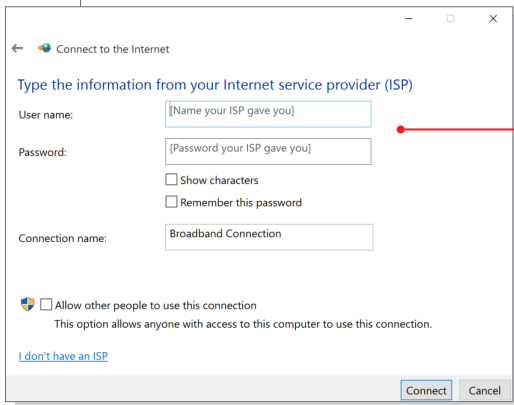 Connect to the Internet
Type the information from your Internet service provider (ISP)
User name:
[Name your ISP gave you]
Password:
[Password your ISP gave you]
Show characters
Remember this password
Connection name:
Broadband Connection
Allow other people to use this connection
This option allows anyone with access to this computer to use this connection.
I don't have an ISP
Connect
Cancel